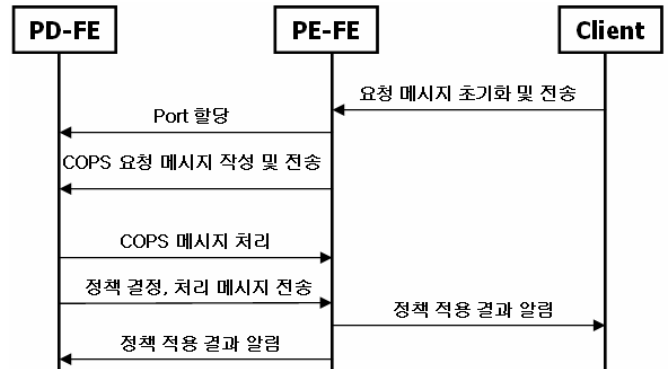 PD-FE
PE-FE
Client
요청 메시지 초기화 및 전송
Port 할당
COPS 요청 메시지 작성 및 전송
COPS 메시지 처리
정책 결정, 처리 메시지 전송
정책 적용 결과 알림
정책 적용 결과 알림